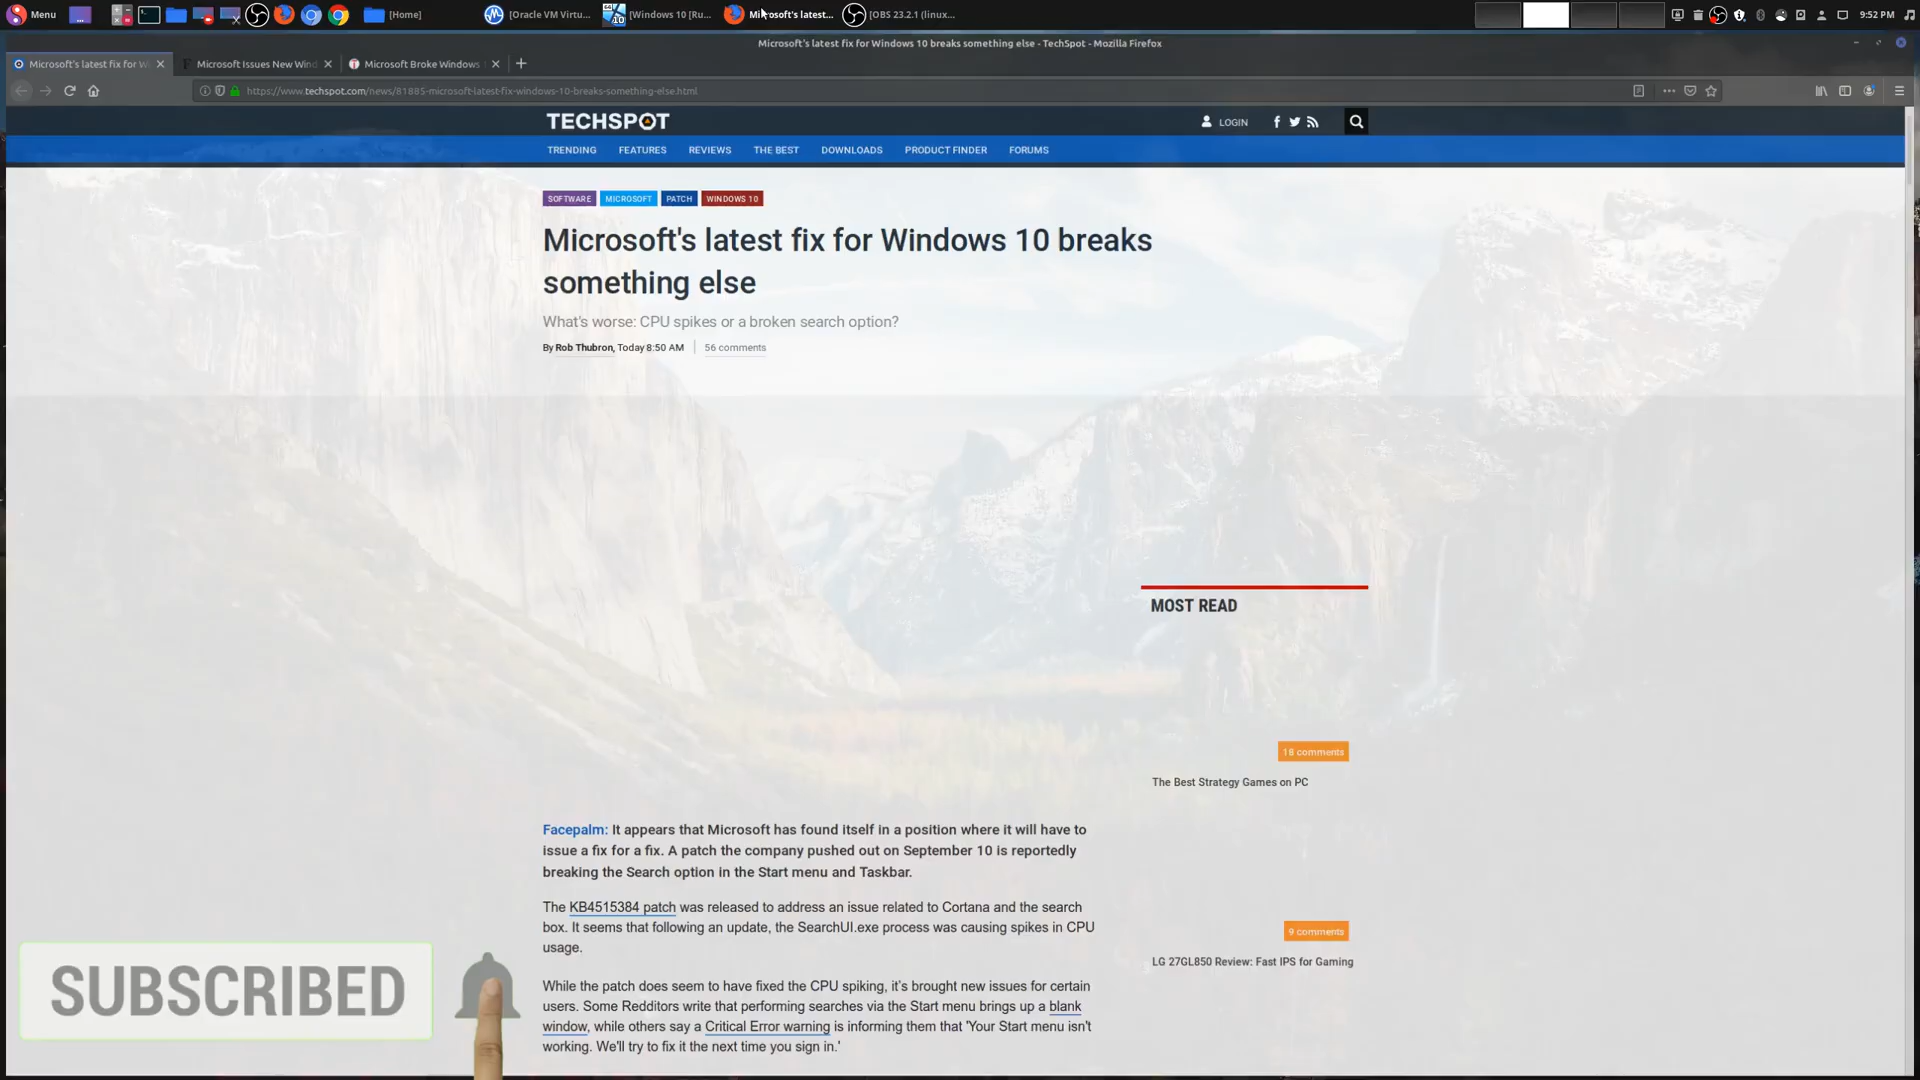 Menu
[Home]
[Oracle VM Virtu...
[Windows 10 [Ru...
Microsoft's latest...
[OBS 23.2.1 (linux...
9:52 PM
Microsoft's latest fix for Windows 10 breaks something else - TechSpot - Mozilla Firefox
Microsoft's latest fix for W
Microsoft Issues New Wind
Microsoft Broke Windows
https://www.techspot.com/news/81885-microsoft-latest-fix-windows-10-breaks-something-else.html
TECHSPOT
LOGIN
TRENDING
FEATURES
REVIEWS
THE BEST
DOWNLOADS
PRODUCT FINDER
FORUMS
SOFTWARE
MICROSOFT
PATCH
WINDOWS 10
Microsoft's latest fix for Windows 10 breaks
something else
What's worse: CPU spikes or a broken search option?
By Rob Thubron, Today 8:50 AM
56 comments
MOST READ
18 comments
The Best Strategy Games on PC
Facepalm: It appears that Microsoft has found itself in a position where it will have to
issue a fix for a fix. A patch the company pushed out on September 10 is reportedly
breaking the Search option in the Start menu and Taskbar.
The KB4515384 patch was released to address an issue related to Cortana and the search
box. It seems that following an update, the SearchUI.exe process was causing spikes in CPU
usage.
9 comments
LG 27GL850 Review: Fast IPS for Gaming
While the patch does seem to have fixed the CPU spiking, it's brought new issues for certain
users. Some Redditors write that performing searches via the Start menu brings up a blank
window, while others say a Critical Error warning is informing them that 'Your Start menu isn't
working. We'll try to fix it the next time you sign in.'
SUBSCRIBED